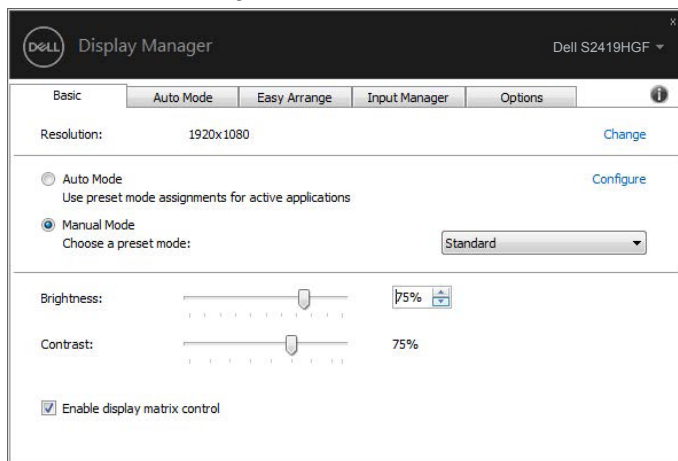 DELL Display Manager
x
Dell S2419HGF
Basic Auto Mode Easy Arrange Input Manager Options
Resolution: 1920x1080 Change
Auto Mode Configure
Use preset mode assignments for active applications
Manual Mode
Choose a preset mode: Standard
Brightness: 75%
Contrast: 75%
Enable display matrix control